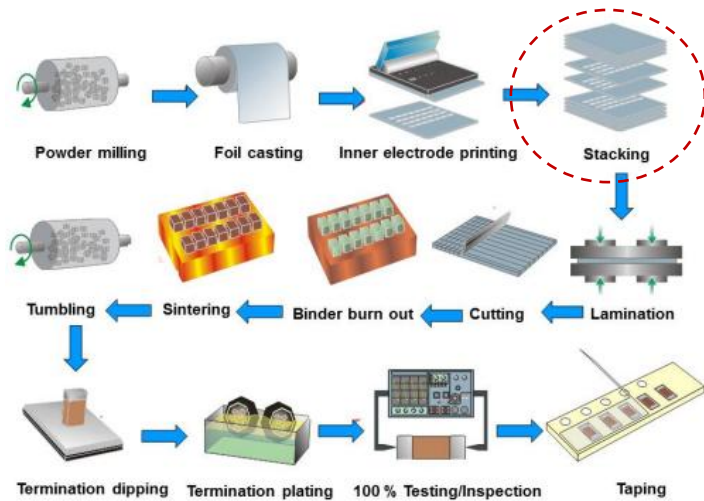 Powder milling
Foil casting
Inner electrode printing
Stacking
Tumbling
Sintering
Binder burn out
Cutting
Lamination
Termination dipping
Termination plating
100 % Testing/Inspection
Taping